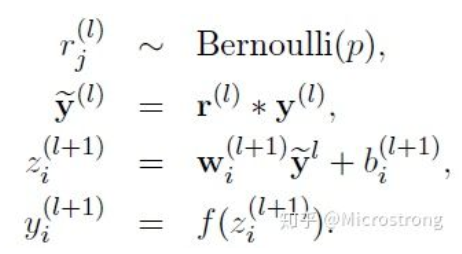 r_j^{(l)} ∼ Bernoulli(p),
ỹ^{(l)} = r^{(l)} * y^{(l)},
z_i^{(l+1)} = w_i^{(l+1)} ỹ^l + b_i^{(l+1)},
y_i^{(l+1)} = f(z_i^{(l+1)}).
知乎 @Microstrong